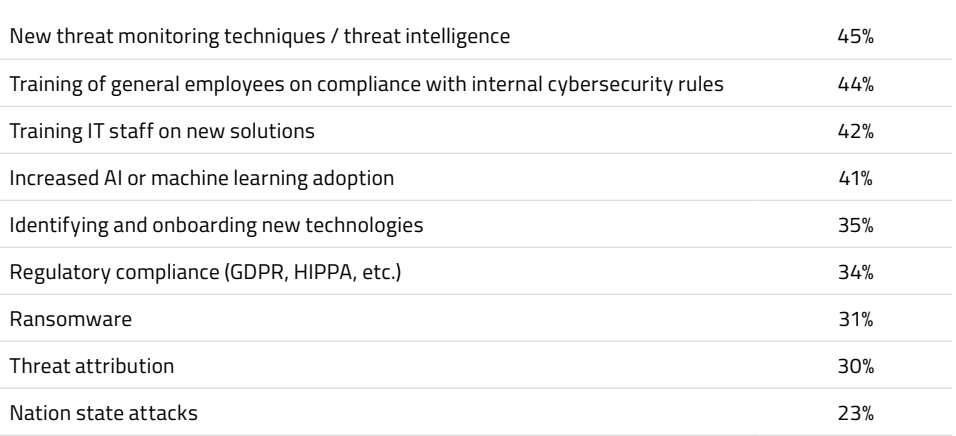 New threat monitoring techniques / threat intelligence 45%
Training of general employees on compliance with internal cybersecurity rules 44%
Training IT staff on new solutions 42%
Increased AI or machine learning adoption 41%
Identifying and onboarding new technologies 35%
Regulatory compliance (GDPR, HIPPA, etc.) 34%
Ransomware 31%
Threat attribution 30%
Nation state attacks 23%